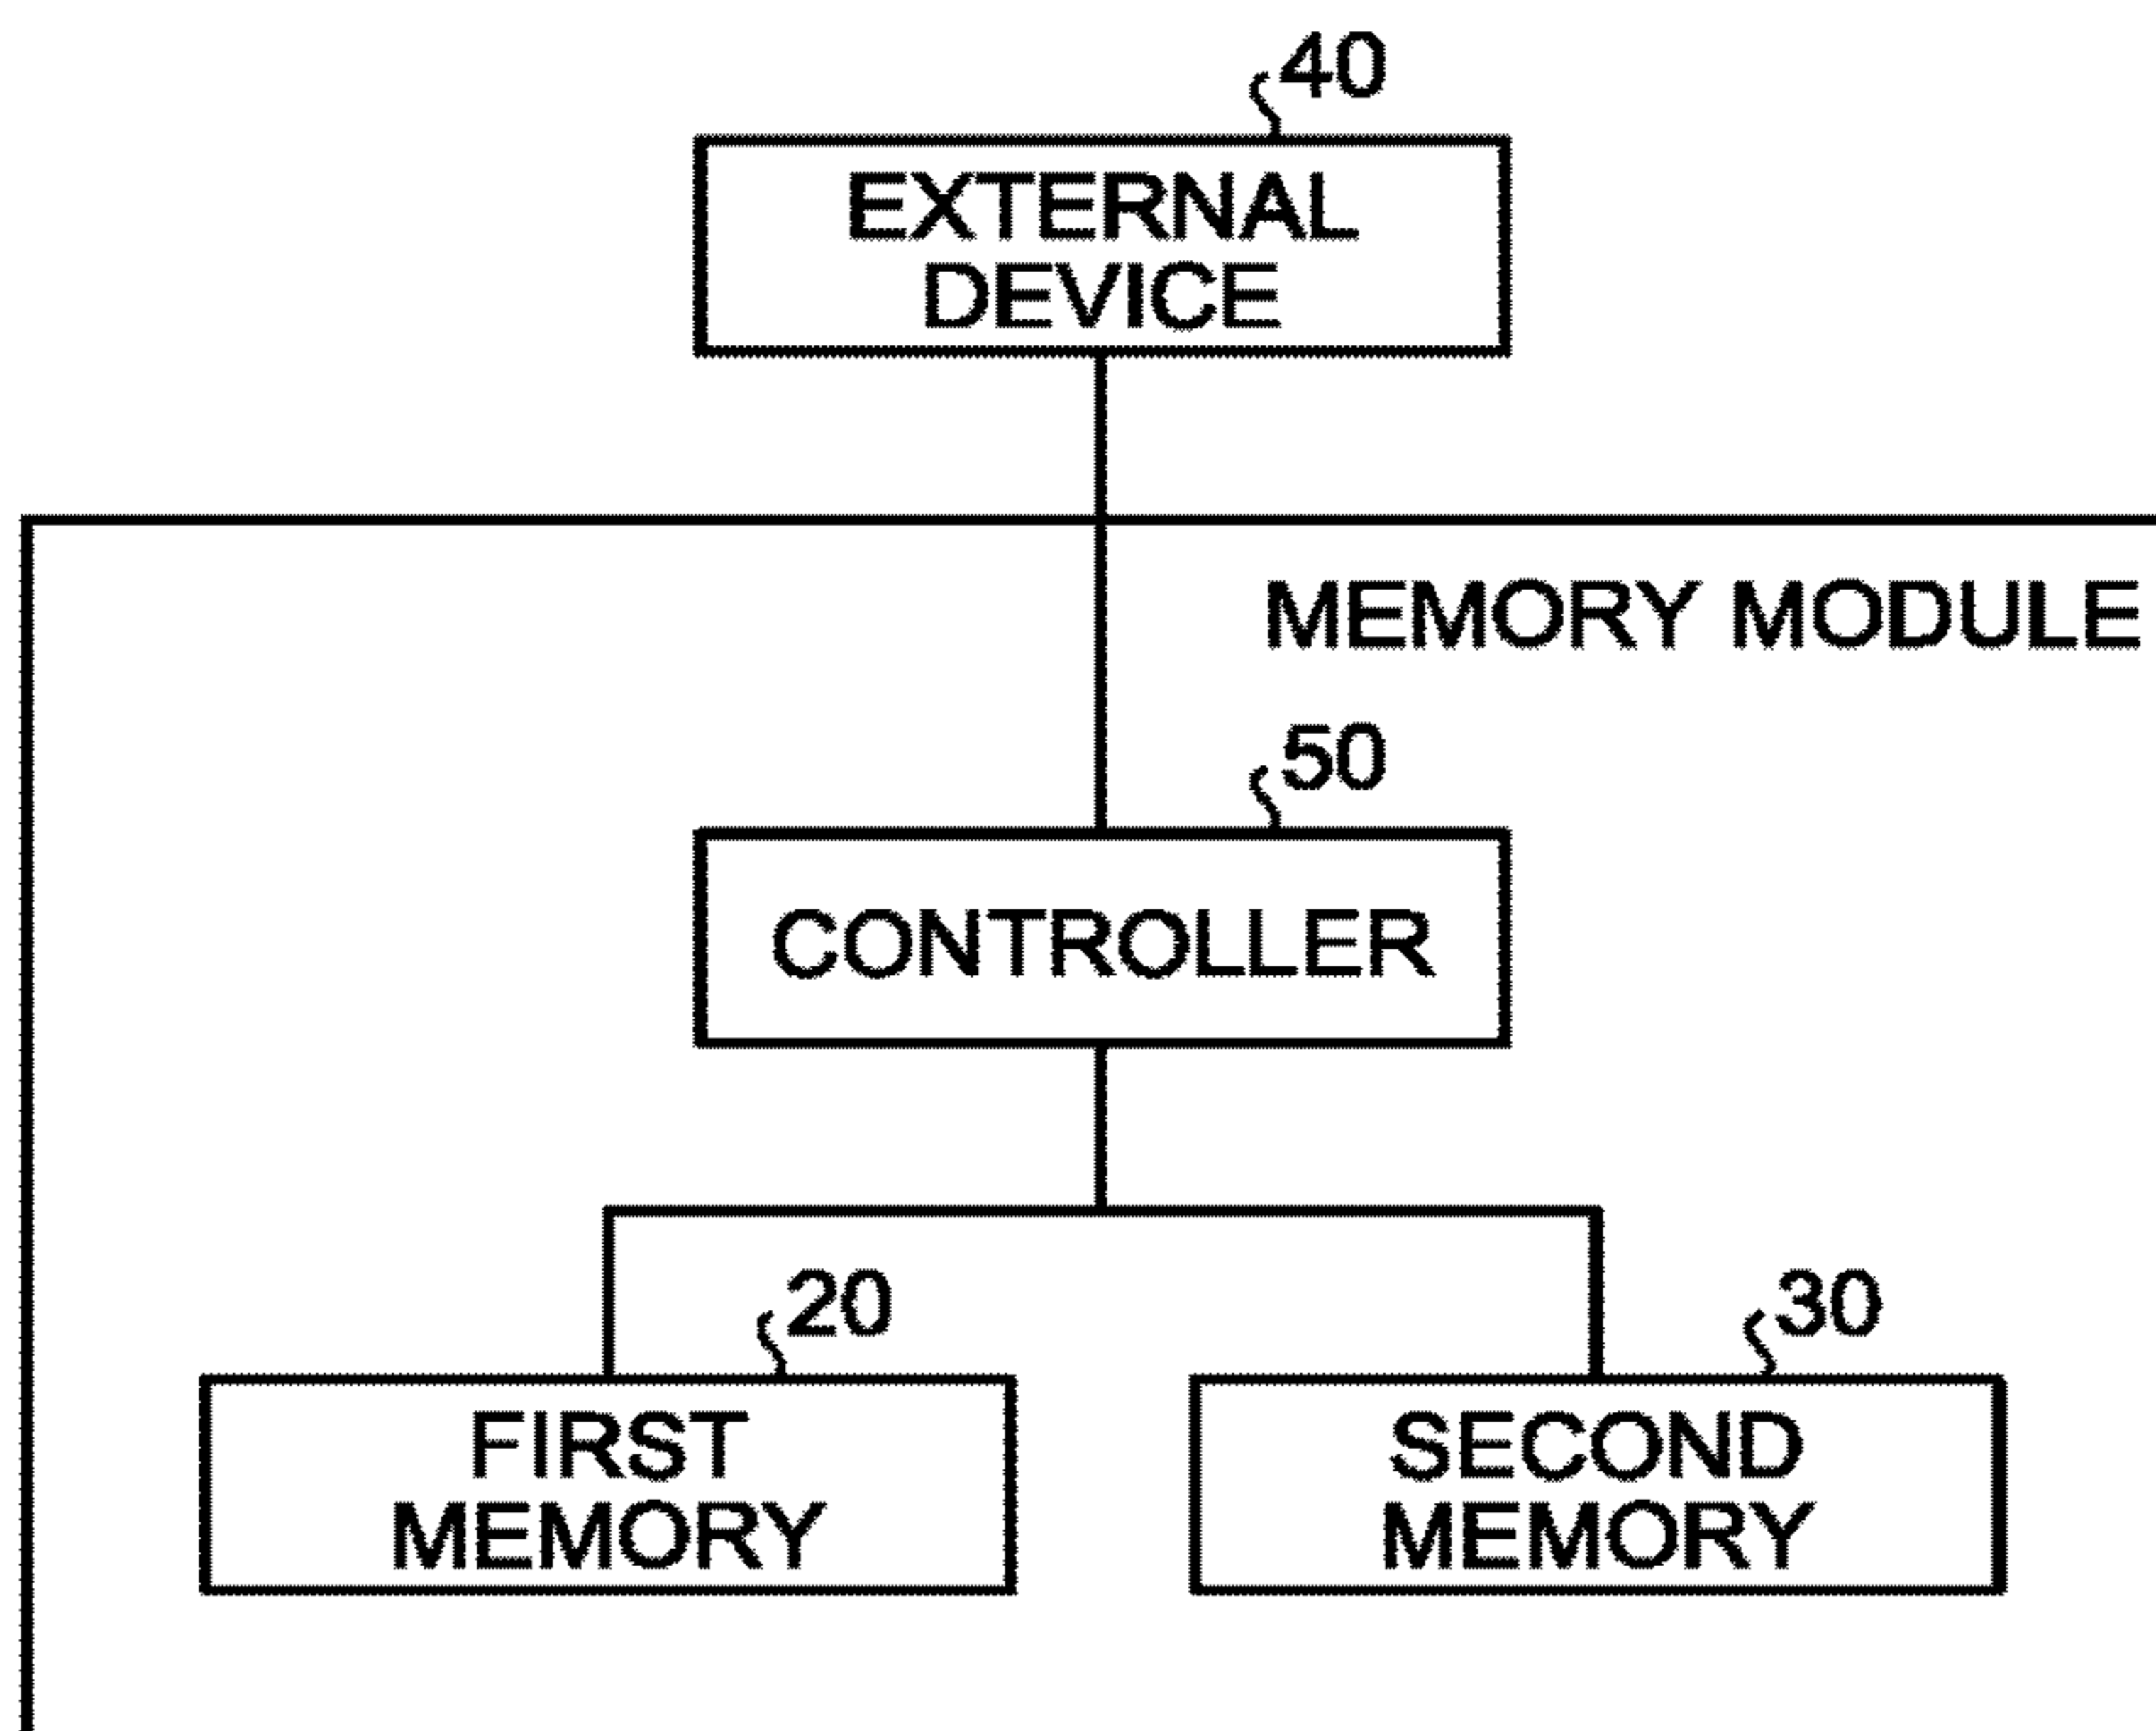 40
EXTERNAL
DEVICE
MEMORY MODULE
50
CONTROLLER
20
30
FIRST
MEMORY
SECOND
MEMORY